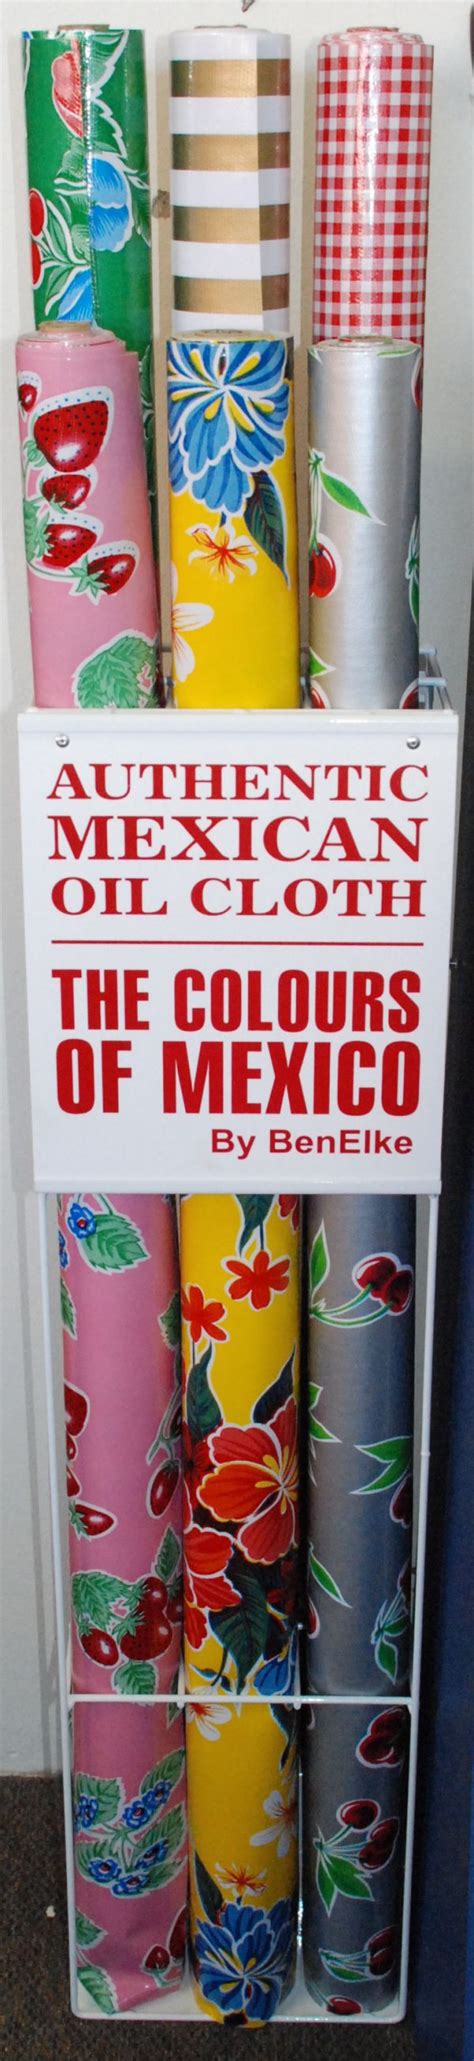 AUTHENTIC
MEXICAN
OIL CLOTH
THE COLOURS
OF MEXICO
By BenElke